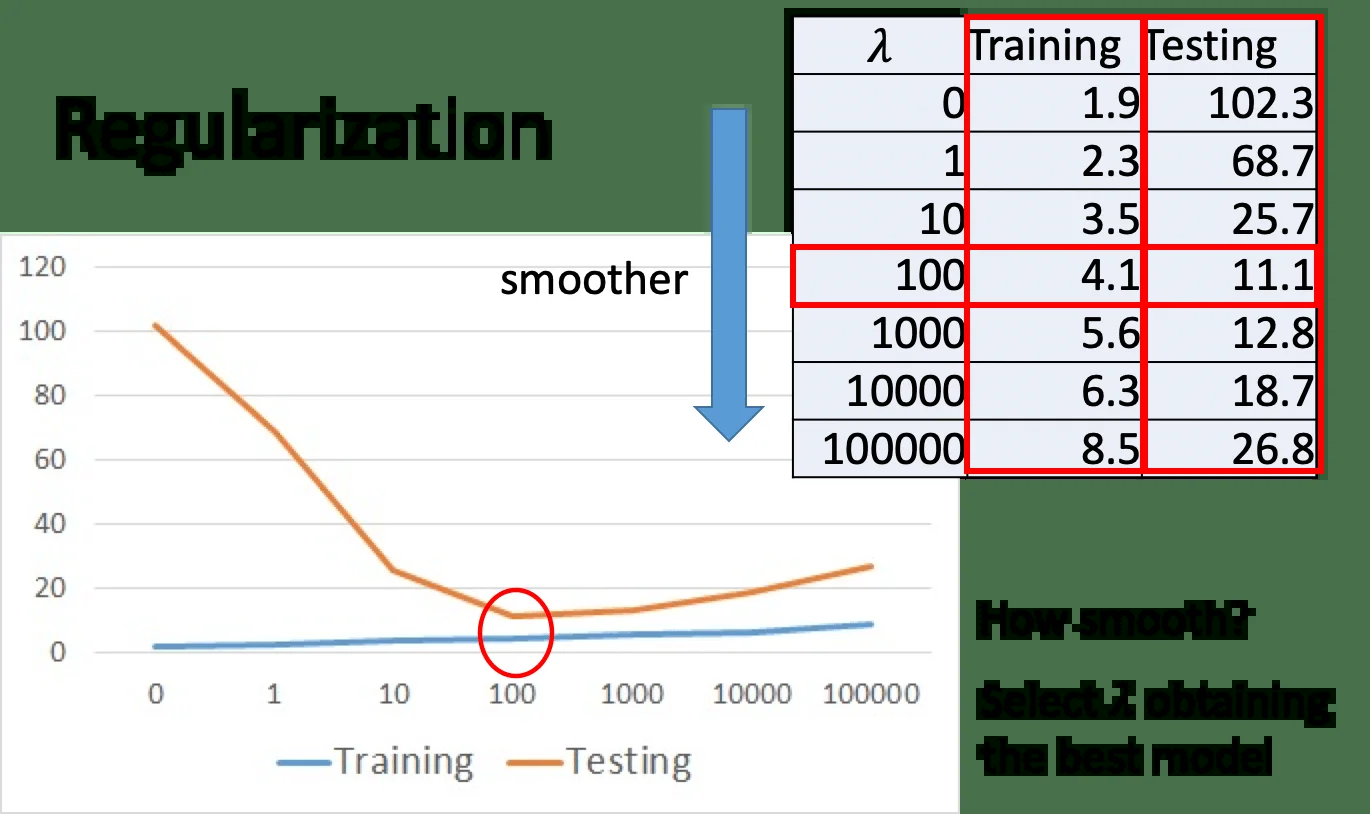 Regularization
λ Training Testing
0 1.9 102.3
1 2.3 68.7
10 3.5 25.7
100 4.1 11.1
1000 5.6 12.8
10000 6.3 18.7
100000 8.5 26.8
smoother
120
100
80
60
40
20
0
0 1 10 100 1000 10000 100000
Training Testing
How smooth?
Select λ obtaining
the best model